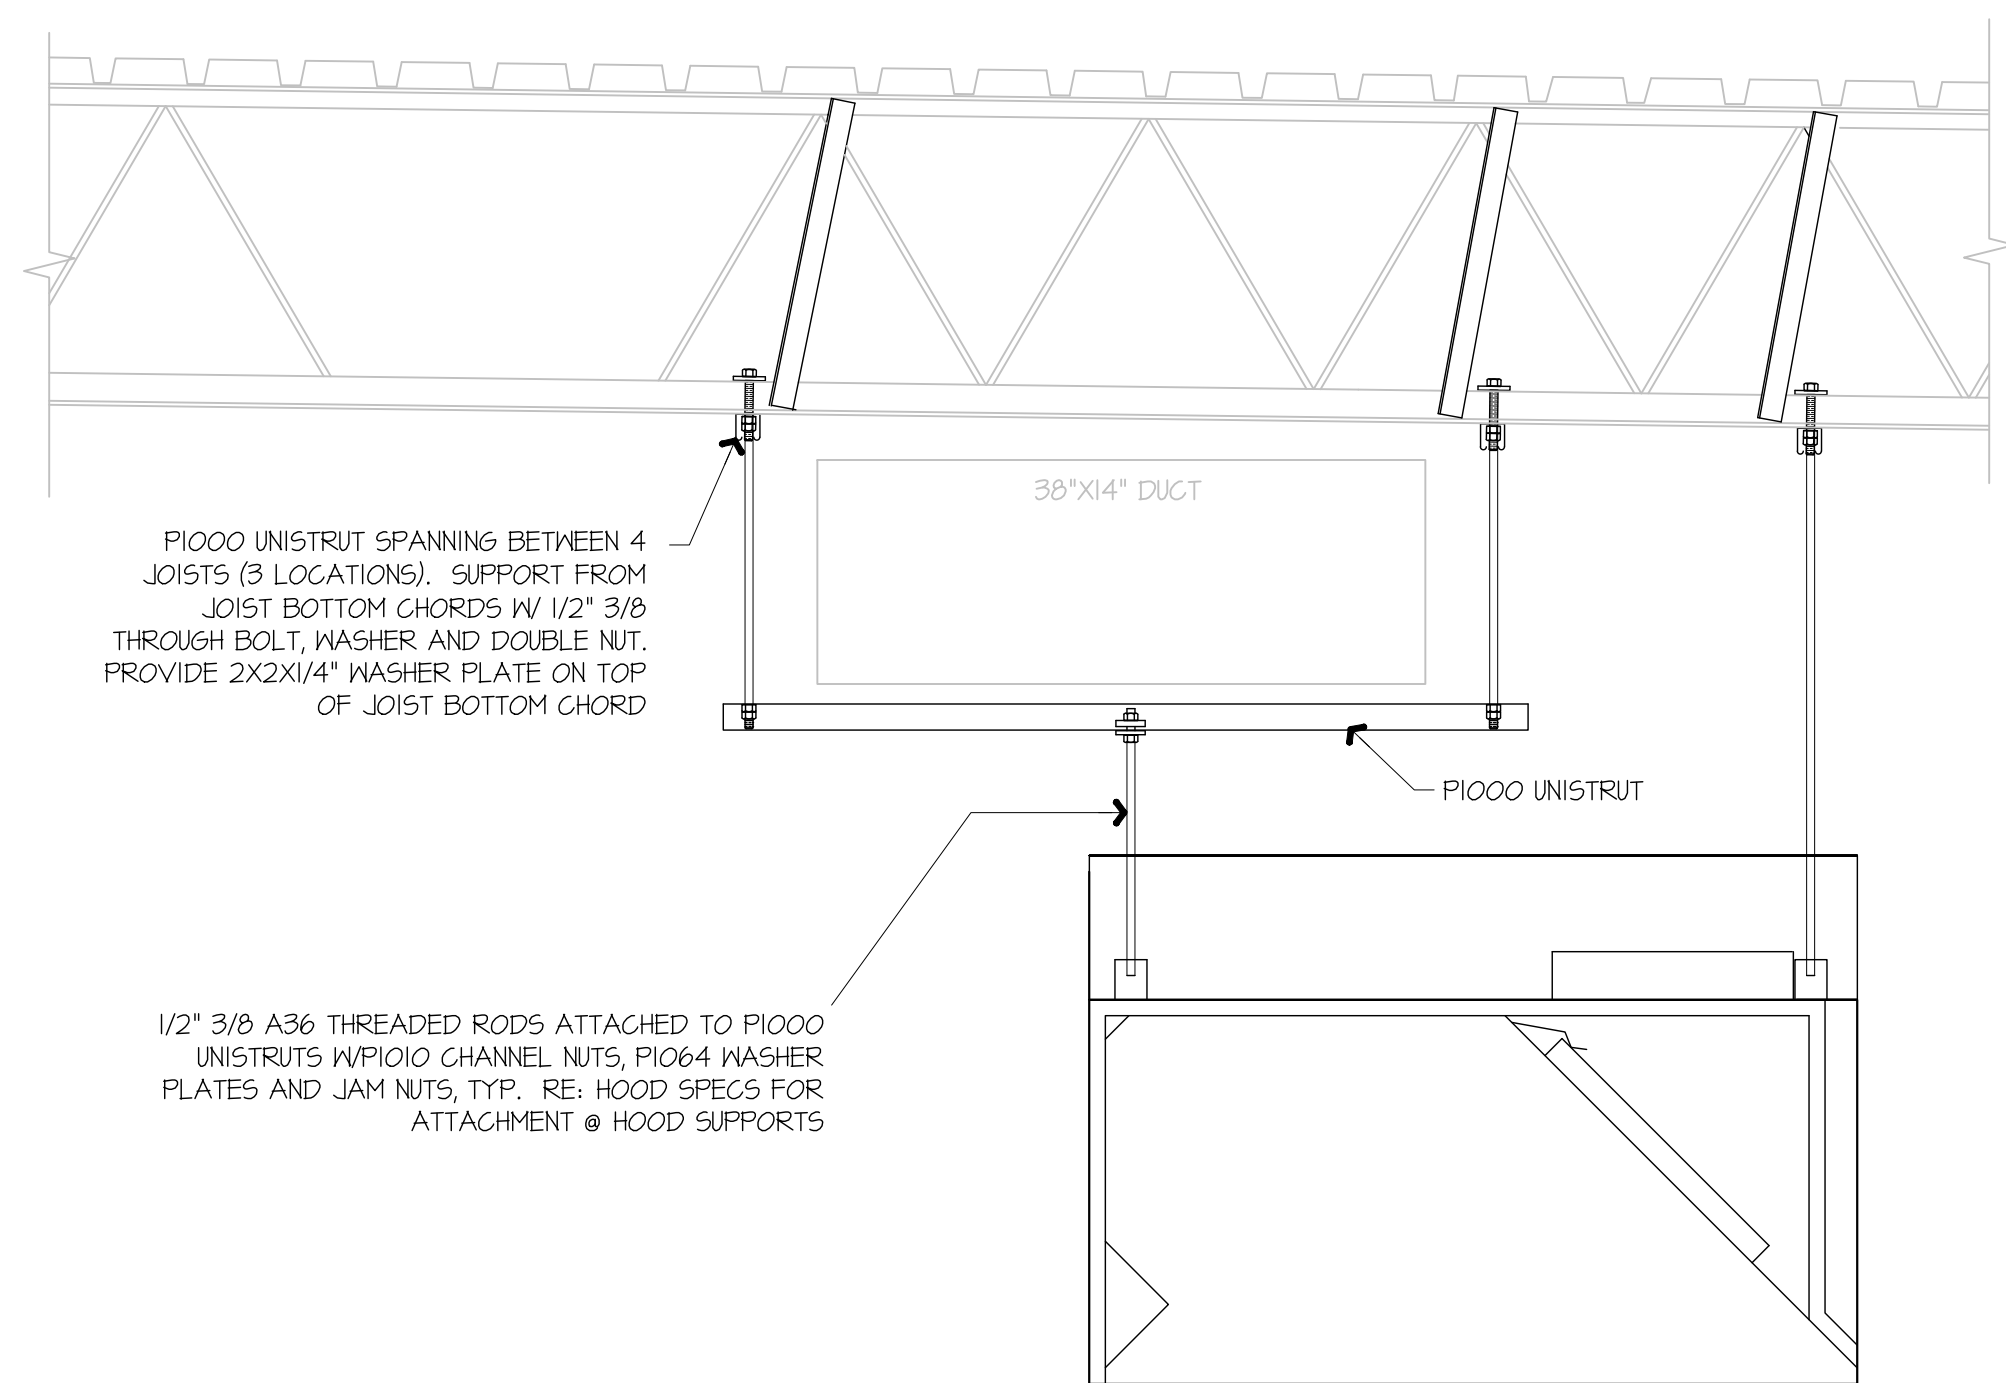 38"X14" DUCT
P1000 UNISTRUT SPANNING BETWEEN 4
JOISTS (3 LOCATIONS).  SUPPORT FROM
JOIST BOTTOM CHORDS W/ 1/2" 3/8
THROUGH BOLT, WASHER AND DOUBLE NUT.
PROVIDE 2X2X1/4" WASHER PLATE ON TOP
OF JOIST BOTTOM CHORD
P1000 UNISTRUT
1/2" 3/8 A36 THREADED RODS ATTACHED TO P1000
UNISTRUTS W/P1010 CHANNEL NUTS, P1064 WASHER
PLATES AND JAM NUTS, TYP.  RE: HOOD SPECS FOR
ATTACHMENT @ HOOD SUPPORTS